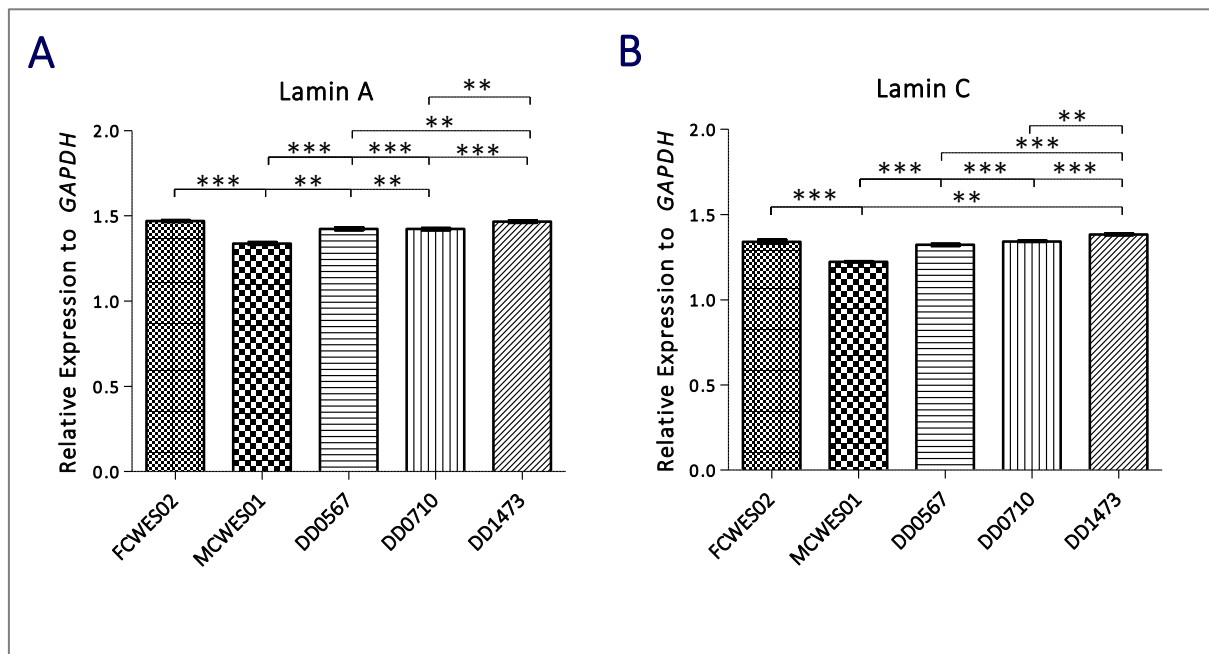 A
B
Lamin A
Lamin C
Relative Expression to GAPDH
2.0
1.5
1.0
0.5
0.0
**
**
*** *** ***
*** ** **
FCWES02
MCWES01
DD0567
DD0710
DD1473
Relative Expression to GAPDH
2.0
1.5
1.0
0.5
0.0
**
***
*** *** ***
*** **
FCWES02
MCWES01
DD0567
DD0710
DD1473